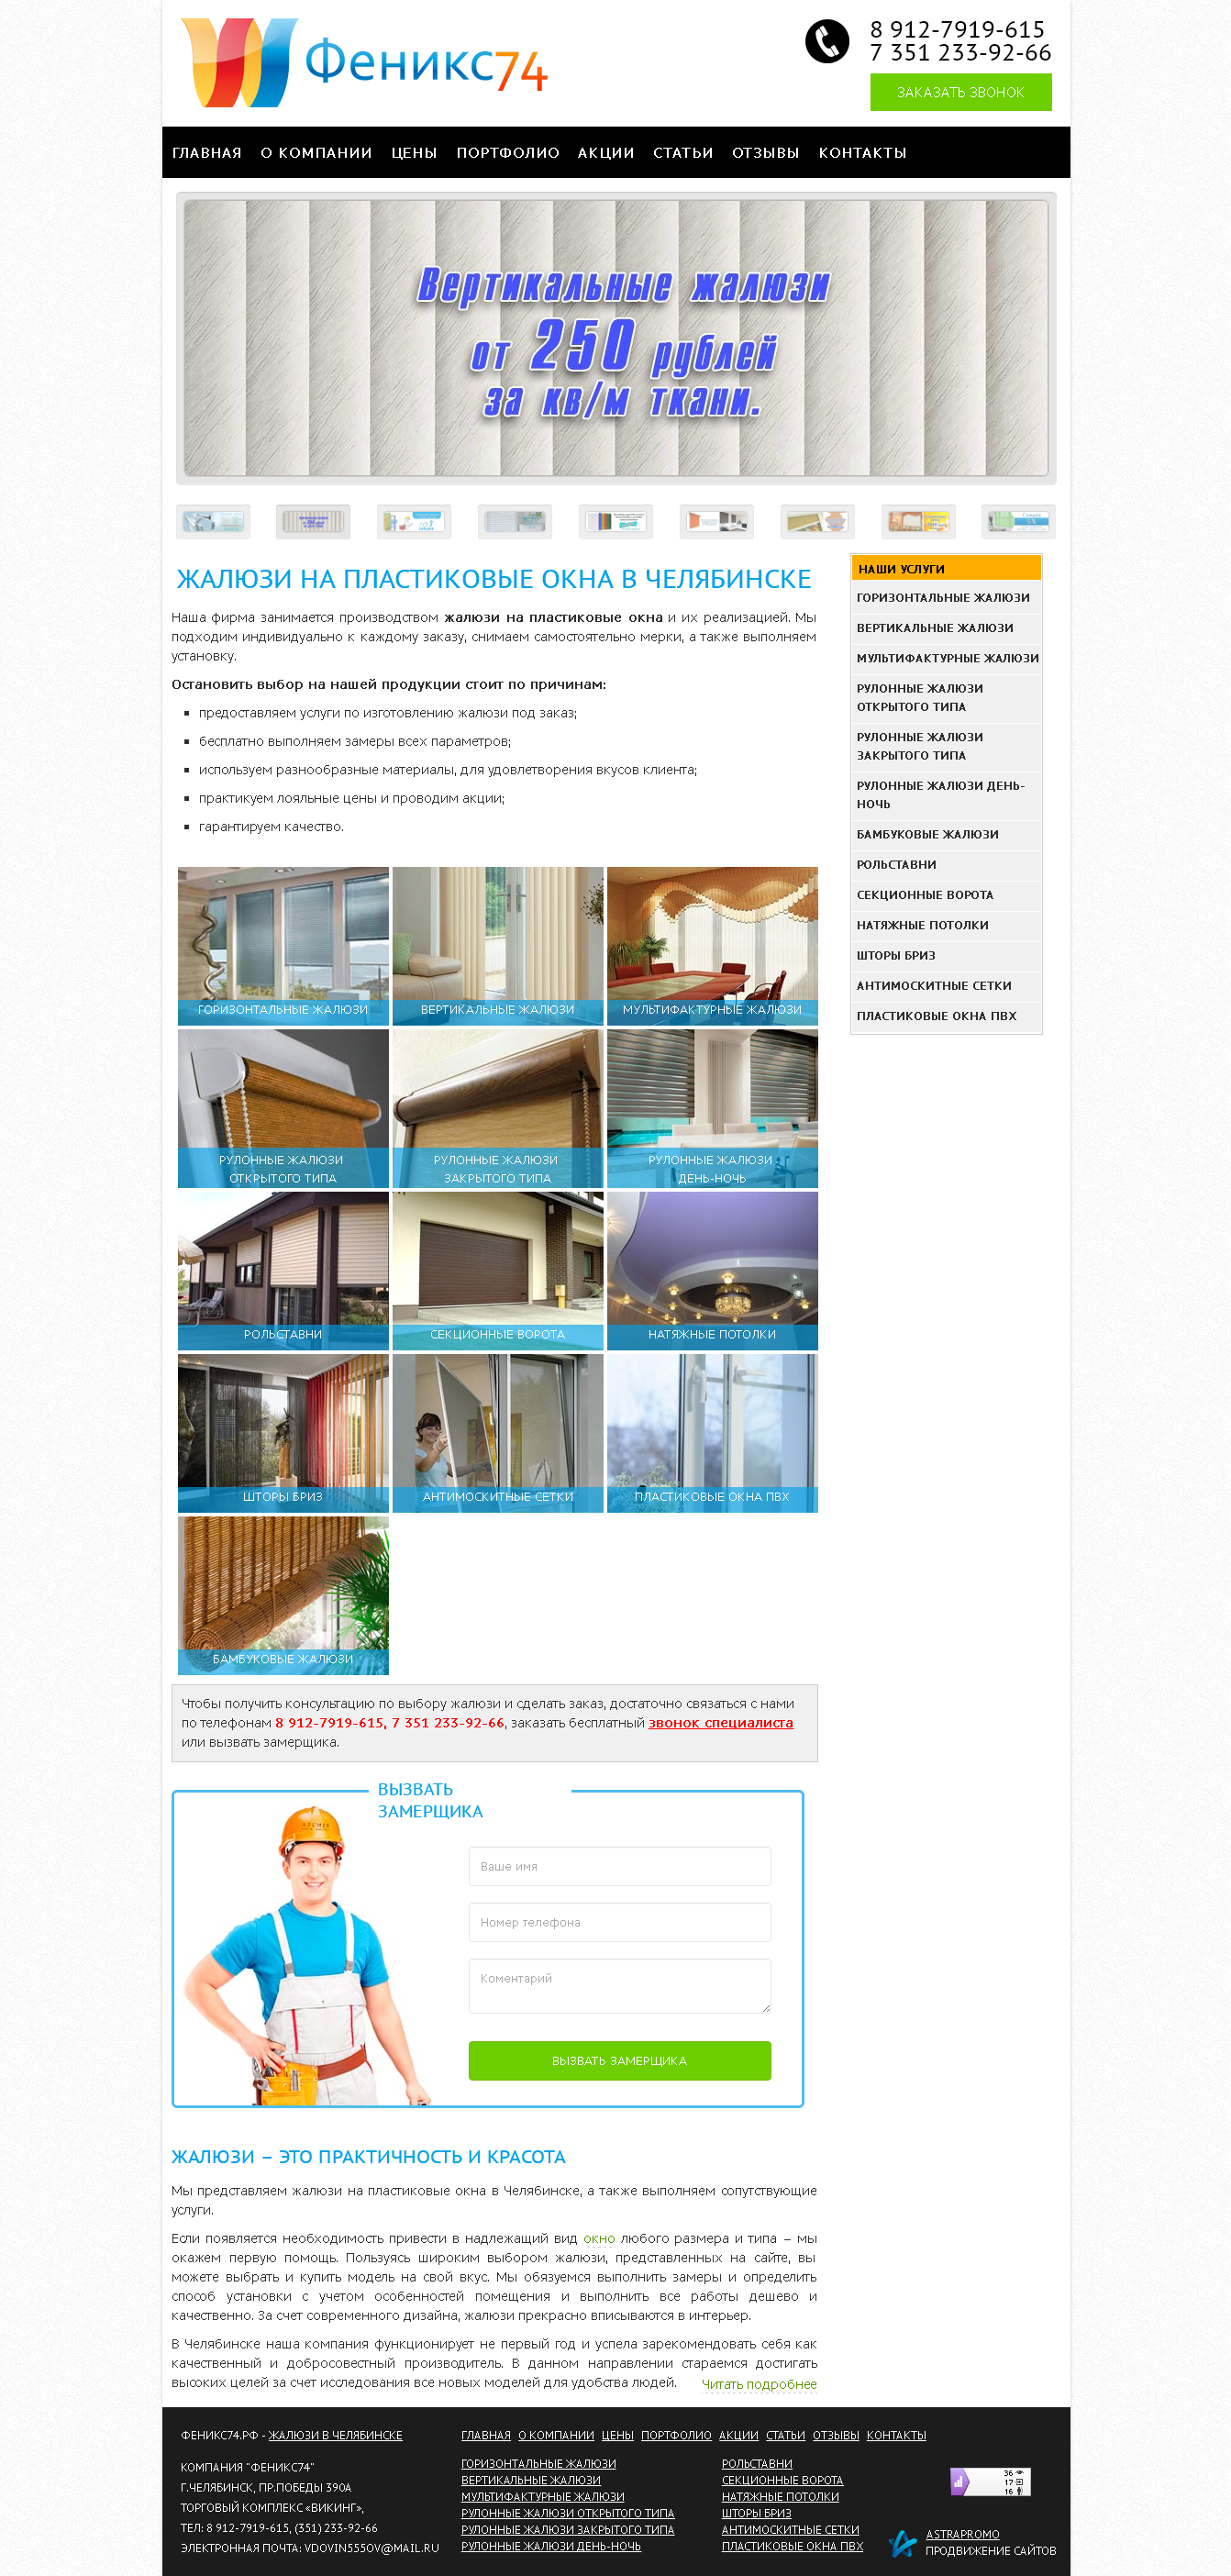 Феникс74
8 912-7919-615
7 351 233-92-66
ЗАКАЗАТЬ ЗВОНОК
ГЛАВНАЯ О КОМПАНИИ ЦЕНЫ ПОРТФОЛИО АКЦИИ СТАТЬИ ОТЗЫВЫ КОНТАКТЫ
Вертикальные жалюзи
от 250 рублей
за кв/м ткани.
ЖАЛЮЗИ НА ПЛАСТИКОВЫЕ ОКНА В ЧЕЛЯБИНСКЕ
Наша фирма занимается производством жалюзи на пластиковые окна и их реализацией. Мы
подходим индивидуально к каждому заказу, снимаем самостоятельно мерки, а также выполняем
установку.
Остановить выбор на нашей продукции стоит по причинам:
предоставляем услуги по изготовлению жалюзи под заказ;
бесплатно выполняем замеры всех параметров;
используем разнообразные материалы, для удовлетворения вкусов клиента;
практикуем лояльные цены и проводим акции;
гарантируем качество.
НАШИ УСЛУГИ
ГОРИЗОНТАЛЬНЫЕ ЖАЛЮЗИ
ВЕРТИКАЛЬНЫЕ ЖАЛЮЗИ
МУЛЬТИФАКТУРНЫЕ ЖАЛЮЗИ
РУЛОННЫЕ ЖАЛЮЗИ
ОТКРЫТОГО ТИПА
РУЛОННЫЕ ЖАЛЮЗИ
ЗАКРЫТОГО ТИПА
РУЛОННЫЕ ЖАЛЮЗИ ДЕНЬ-
НОЧЬ
БАМБУКОВЫЕ ЖАЛЮЗИ
РОЛЬСТАВНИ
СЕКЦИОННЫЕ ВОРОТА
НАТЯЖНЫЕ ПОТОЛКИ
ШТОРЫ БРИЗ
АНТИМОСКИТНЫЕ СЕТКИ
ПЛАСТИКОВЫЕ ОКНА ПВХ
ГОРИЗОНТАЛЬНЫЕ ЖАЛЮЗИ
ВЕРТИКАЛЬНЫЕ ЖАЛЮЗИ
МУЛЬТИФАКТУРНЫЕ ЖАЛЮЗИ
РУЛОННЫЕ ЖАЛЮЗИ
ОТКРЫТОГО ТИПА
РУЛОННЫЕ ЖАЛЮЗИ
ЗАКРЫТОГО ТИПА
РУЛОННЫЕ ЖАЛЮЗИ
ДЕНЬ-НОЧЬ
РОЛЬСТАВНИ
СЕКЦИОННЫЕ ВОРОТА
НАТЯЖНЫЕ ПОТОЛКИ
ШТОРЫ БРИЗ
АНТИМОСКИТНЫЕ СЕТКИ
ПЛАСТИКОВЫЕ ОКНА ПВХ
БАМБУКОВЫЕ ЖАЛЮЗИ
Чтобы получить консультацию по выбору жалюзи и сделать заказ, достаточно связаться с нами
по телефонам 8 912-7919-615, 7 351 233-92-66, заказать бесплатный звонок специалиста
или вызвать замерщика.
ВЫЗВАТЬ
ЗАМЕРЩИКА
Ваше имя
Номер телефона
Коментарий
ВЫЗВАТЬ ЗАМЕРЩИКА
ЖАЛЮЗИ – ЭТО ПРАКТИЧНОСТЬ И КРАСОТА
Мы представляем жалюзи на пластиковые окна в Челябинске, а также выполняем сопутствующие
услуги.
Если появляется необходимость привести в надлежащий вид окно любого размера и типа – мы
окажем первую помощь. Пользуясь широким выбором жалюзи, представленных на сайте, вы
можете выбрать и купить модель на свой вкус. Мы обязуемся выполнить замеры и определить
способ установки с учетом особенностей помещения и выполнить все работы дешево и
качественно. За счет современного дизайна, жалюзи прекрасно вписываются в интерьер.
В Челябинске наша компания функционирует не первый год и успела зарекомендовать себя как
качественный и добросовестный производитель. В данном направлении стараемся достигать
высоких целей за счет исследования все новых моделей для удобства людей. Читать подробнее
ФЕНИКС74.РФ - ЖАЛЮЗИ В ЧЕЛЯБИНСКЕ
КОМПАНИЯ "ФЕНИКС74"
Г.ЧЕЛЯБИНСК, ПР.ПОБЕДЫ 390А
ТОРГОВЫЙ КОМПЛЕКС «ВИКИНГ»,
ТЕЛ: 8 912-7919-615, (351) 233-92-66
ЭЛЕКТРОННАЯ ПОЧТА: VDOVIN555OV@MAIL.RU
ГЛАВНАЯ О КОМПАНИИ ЦЕНЫ ПОРТФОЛИО АКЦИИ СТАТЬИ ОТЗЫВЫ КОНТАКТЫ
ГОРИЗОНТАЛЬНЫЕ ЖАЛЮЗИ
ВЕРТИКАЛЬНЫЕ ЖАЛЮЗИ
МУЛЬТИФАКТУРНЫЕ ЖАЛЮЗИ
РУЛОННЫЕ ЖАЛЮЗИ ОТКРЫТОГО ТИПА
РУЛОННЫЕ ЖАЛЮЗИ ЗАКРЫТОГО ТИПА
РУЛОННЫЕ ЖАЛЮЗИ ДЕНЬ-НОЧЬ
РОЛЬСТАВНИ
СЕКЦИОННЫЕ ВОРОТА
НАТЯЖНЫЕ ПОТОЛКИ
ШТОРЫ БРИЗ
АНТИМОСКИТНЫЕ СЕТКИ
ПЛАСТИКОВЫЕ ОКНА ПВХ
36
17
16
ASTRAPROMO
ПРОДВИЖЕНИЕ САЙТОВ